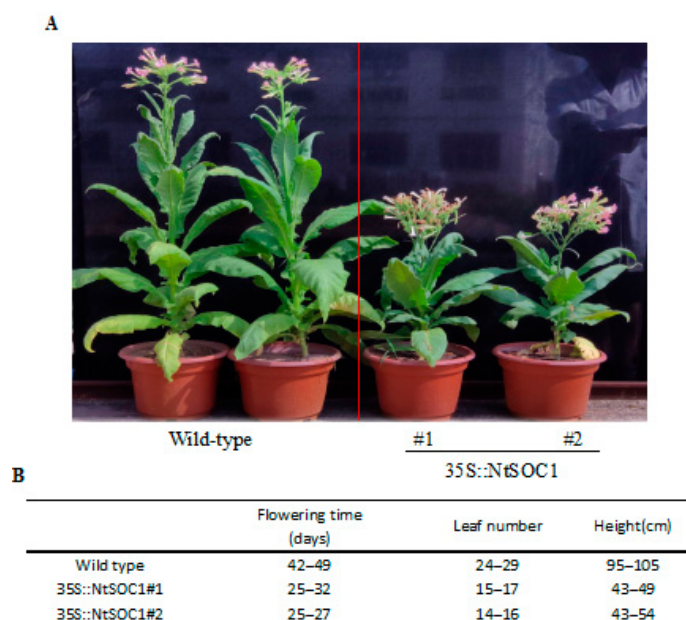 A
Wild-type #1 #2
35S::NtSOC1
B
Flowering time
(days) Leaf number Height(cm)
Wild type 42–49 24–29 95–105
35S::NtSOC1#1 25–32 15–17 43–49
35S::NtSOC1#2 25–27 14–16 43–54